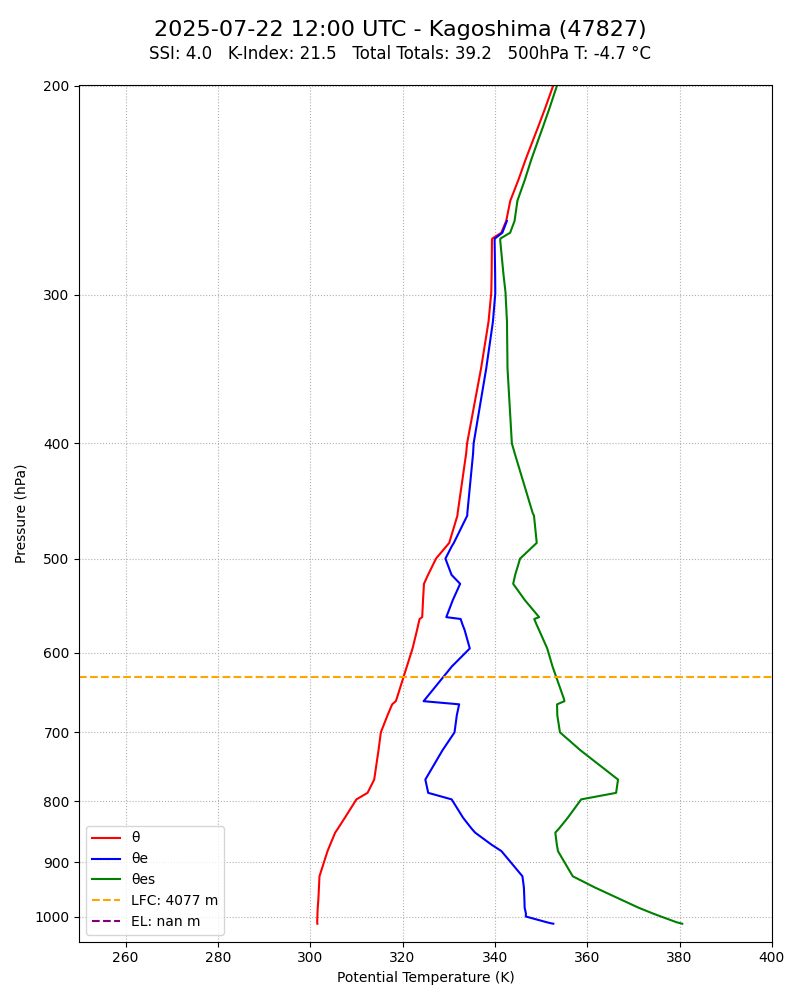 2025-07-22 12:00 UTC - Kagoshima (47827)
SSI: 4.0   K-Index: 21.5   Total Totals: 39.2   500hPa T: -4.7 °C
Pressure (hPa)
200
300
400
500
600
700
800
900
1000
θ
θe
θes
LFC: 4077 m
EL: nan m
260 280 300 320 340 360 380 400
Potential Temperature (K)